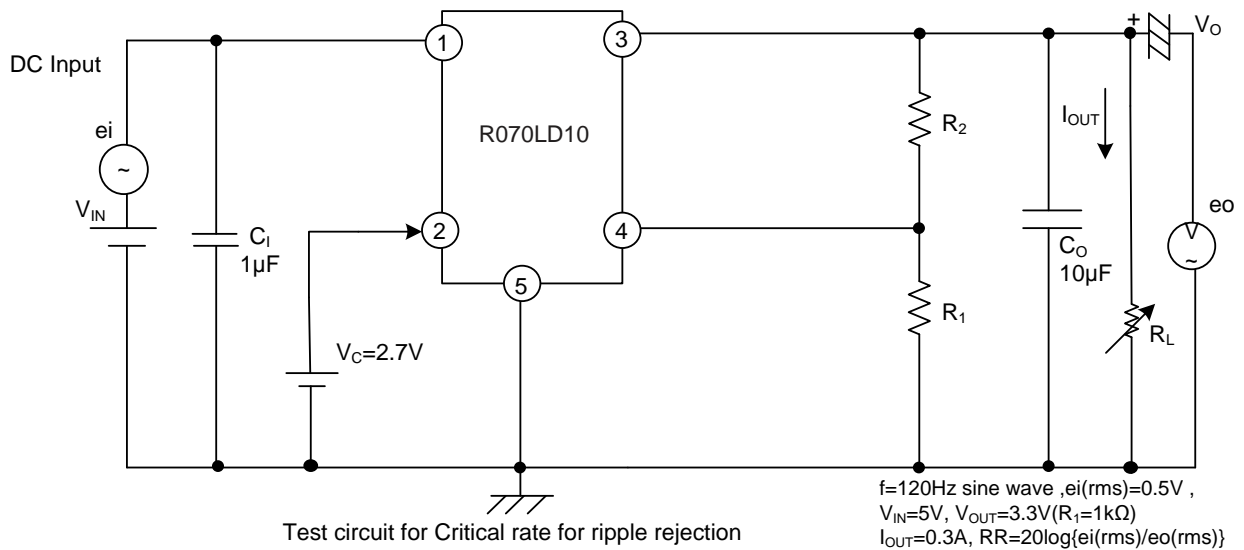 DC Input
ei
~
V_IN
C_I
1µF
1
2
3
4
5
R070LD10
V_C=2.7V
R_2
R_1
C_O
10µF
I_OUT
+
V_O
R_L
eo
V
~
f=120Hz sine wave ,ei(rms)=0.5V ,
V_IN=5V, V_OUT=3.3V(R_1=1kΩ)
I_OUT=0.3A, RR=20log{ei(rms)/eo(rms)}
Test circuit for Critical rate for ripple rejection